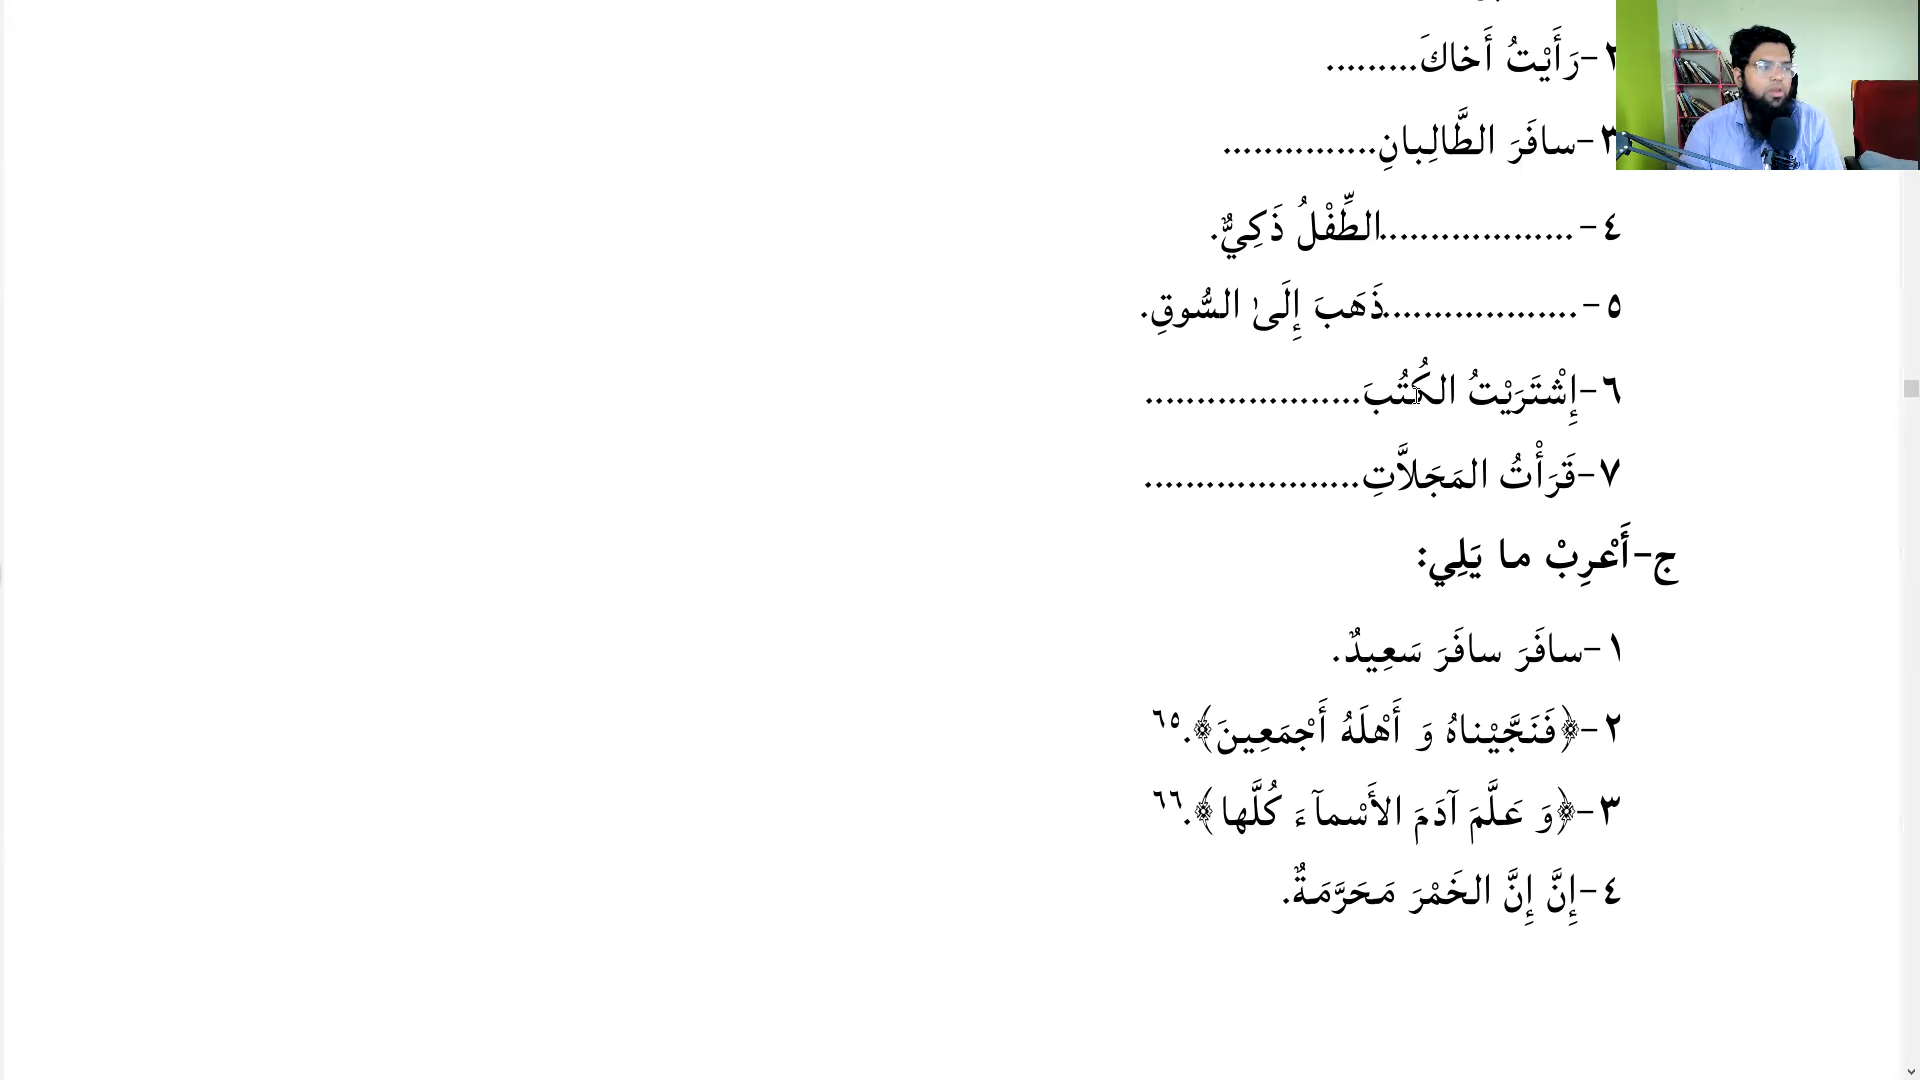 ٢-رَأَيْتُ أَخاكَ.........
٣-سافَرَ الطَّالِبانِ...............
٤-...................الطِّفْلُ ذَكِيٌّ.
٥-...................ذَهَبَ إِلَىٰ السُّوقِ.
٦-إِشْتَرَيْتُ الكُتُبَ.....................
٧-قَرَأْتُ المَجَلاَّتِ.....................
ج-أَعْرِبْ ما يَلِي:
١-سافَرَ سافَرَ سَعِيدٌ.
٢-﴿فَنَجَّيْناهُ وَ أَهْلَهُ أَجْمَعِينَ﴾.٦٥
٣-﴿وَ عَلَّمَ آدَمَ الأَسْمآءَ كُلَّها﴾.٦٦
٤-إِنَّ إِنَّ الخَمْرَ مَحَرَّمَةٌ.